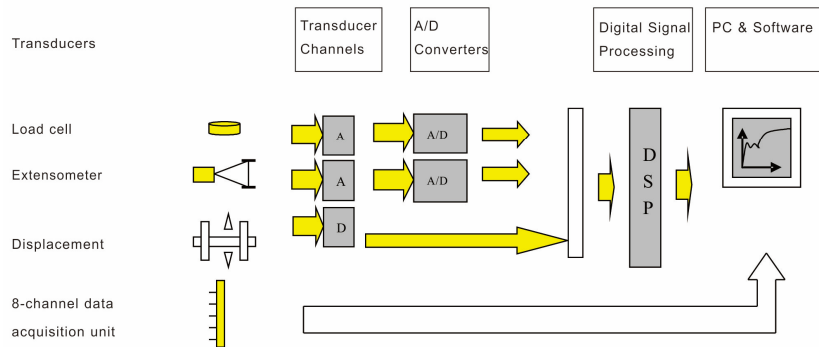 Transducers
Transducer
Channels
A/D
Converters
Digital Signal
Processing
PC & Software
Load cell
A
A/D
Extensometer
A
A/D
D
S
P
Displacement
D
8-channel data
acquisition unit